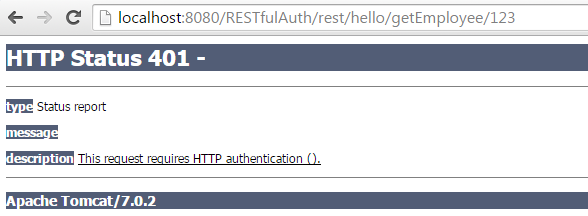 localhost:8080/RESTfulAuth/rest/hello/getEmployee/123
HTTP Status 401 -
type Status report
message
description This request requires HTTP authentication ().
Apache Tomcat/7.0.2